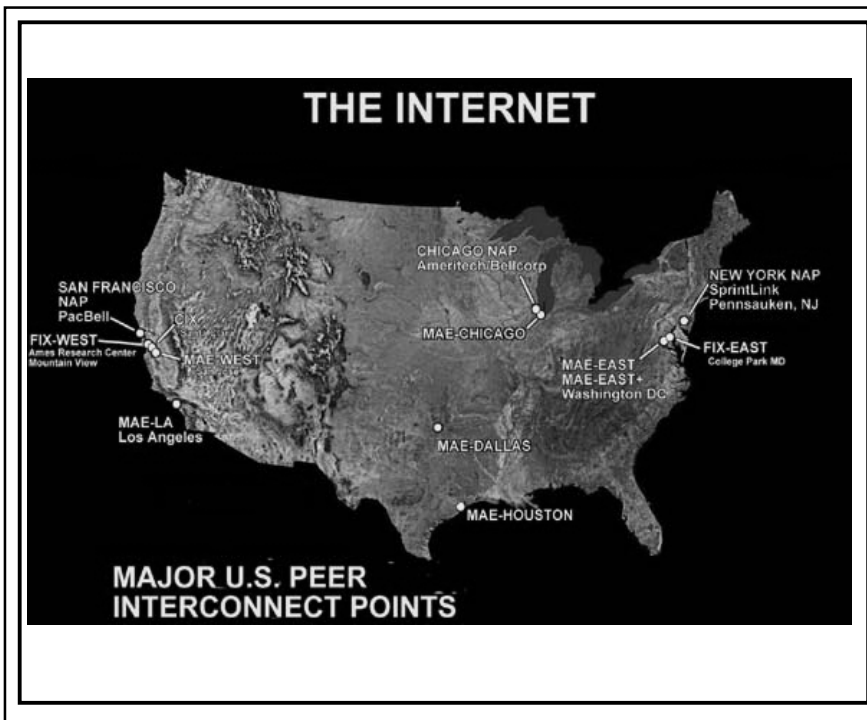 THE INTERNET
CHICAGO NAP
Ameritech/Bellcorp
SAN FRANCISCO
NAP
PacBell
NEW YORK NAP
SprintLink
Pennsauken, NJ
CIX
FIX-WEST
Ames Research Center
Mountain View
MAE-WEST
MAE-CHICAGO
MAE-EAST
MAE-EAST+
Washington DC
FIX-EAST
College Park MD
MAE-LA
Los Angeles
MAE-DALLAS
MAE-HOUSTON
MAJOR U.S. PEER
INTERCONNECT POINTS